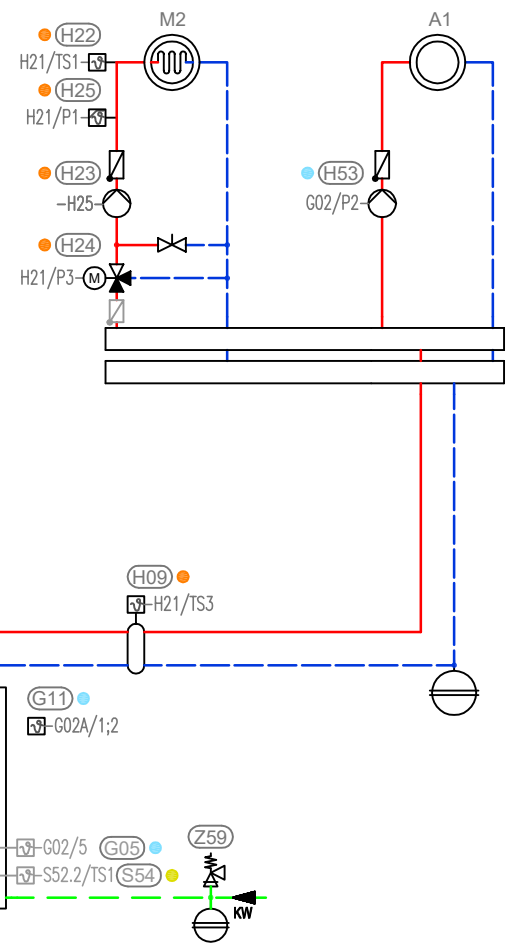 M2
A1
H22
H21/TS1
H25
H21/P1
H23
-H25
H53
G02/P2
H24
H21/P3
M
H09
H21/TS3
G11
G02A/1;2
G02/5
G05
Z59
S52.2/TS1
S54
KW